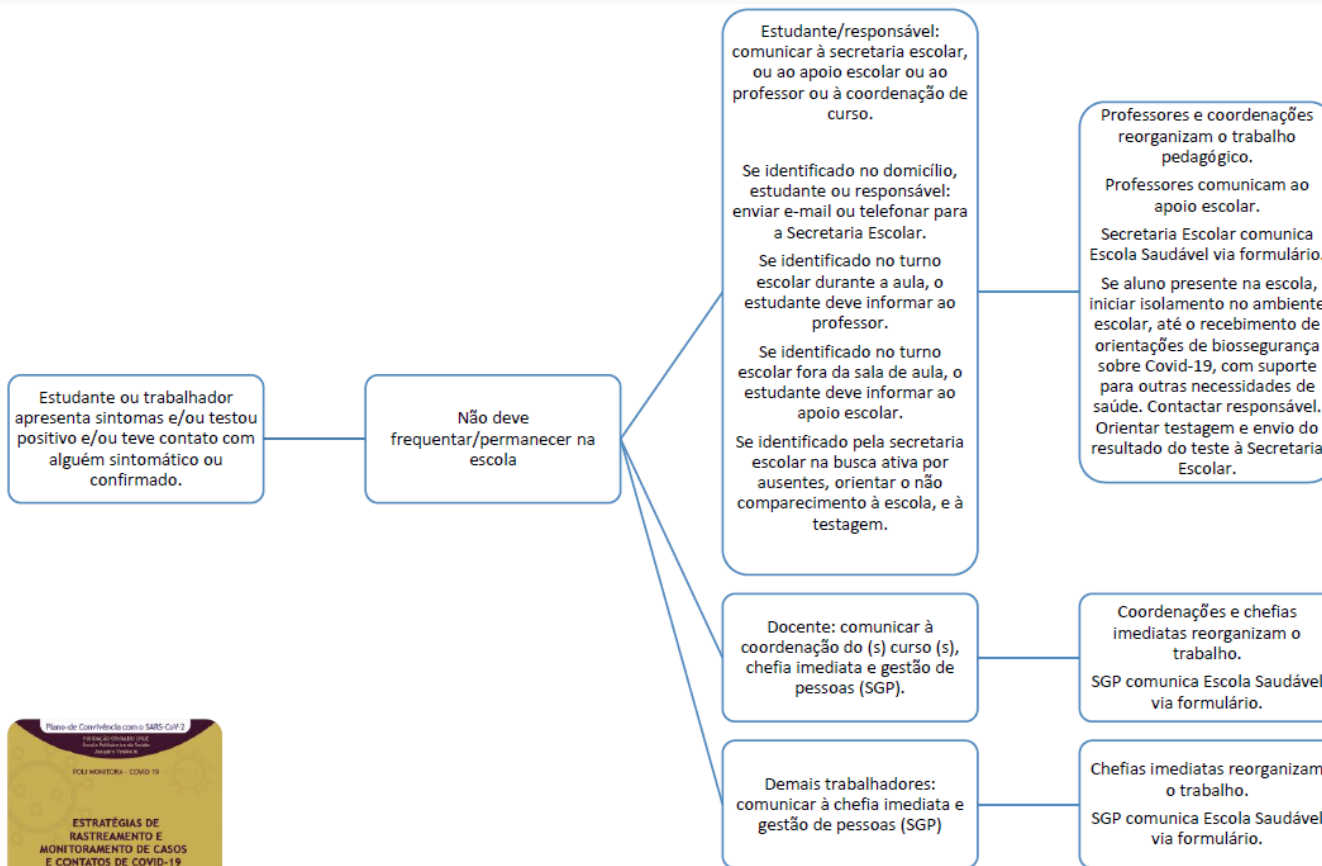 Estudante ou trabalhador
apresenta sintomas e/ou testou
positivo e/ou teve contato com
alguém sintomático ou
confirmado.
Não deve
frequentar/permanecer na
escola
Estudante/responsável:
comunicar à secretaria escolar,
ou ao apoio escolar ou ao
professor ou à coordenação de
curso.
Se identificado no domicílio,
estudante ou responsável:
enviar e-mail ou telefonar para
a Secretaria Escolar.
Se identificado no turno
escolar durante a aula, o
estudante deve informar ao
professor.
Se identificado no turno
escolar fora da sala de aula, o
estudante deve informar ao
apoio escolar.
Se identificado pela secretaria
escolar na busca ativa por
ausentes, orientar o não
comparecimento à escola, e à
testagem.
Professores e coordenações
reorganizam o trabalho
pedagógico.
Professores comunicam ao
apoio escolar.
Secretaria Escolar comunica
Escola Saudável via formulário.
Se aluno presente na escola,
iniciar isolamento no ambiente
escolar, até o recebimento de
orientações de biossegurança
sobre Covid-19, com suporte
para outras necessidades de
saúde. Contactar responsável.
Orientar testagem e envio do
resultado do teste à Secretaria
Escolar.
Docente: comunicar à
coordenação do (s) curso (s),
chefia imediata e gestão de
pessoas (SGP).
Coordenações e chefias
imediatas reorganizam o
trabalho.
SGP comunica Escola Saudável
via formulário.
Demais trabalhadores:
comunicar à chefia imediata e
gestão de pessoas (SGP)
Chefias imediatas reorganizam
o trabalho.
SGP comunica Escola Saudável
via formulário.
Plano de Convivência com o SARS-CoV-2
FUNDAÇÃO OSWALDO CRUZ
Escola Politécnica de Saúde
Joaquim Venâncio
POLI MONITORA - COVID 19
ESTRATÉGIAS DE
RASTREAMENTO E
MONITORAMENTO DE CASOS
E CONTATOS DE COVID-19